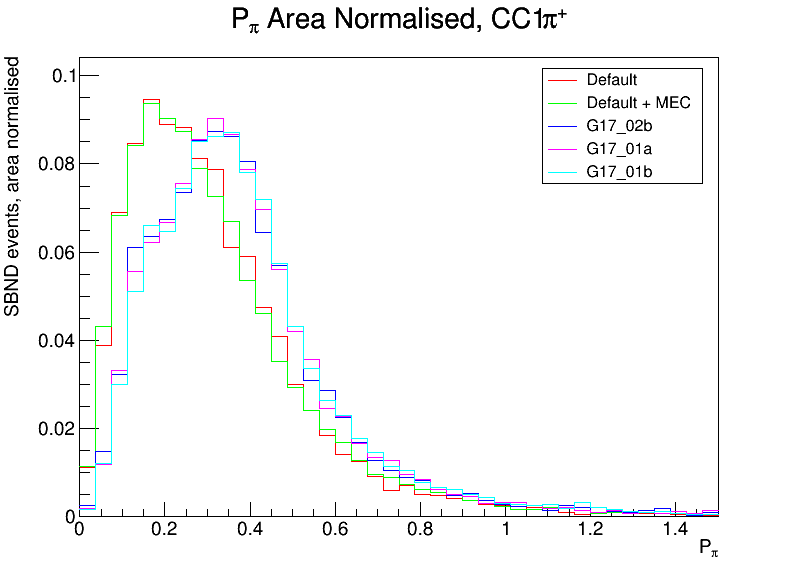 Pπ Area Normalised, CC1π+
SBND events, area normalised
0.1
0.08
0.06
0.04
0.02
0
Default
Default + MEC
G17_02b
G17_01a
G17_01b
0 0.2 0.4 0.6 0.8 1 1.2 1.4
Pπ